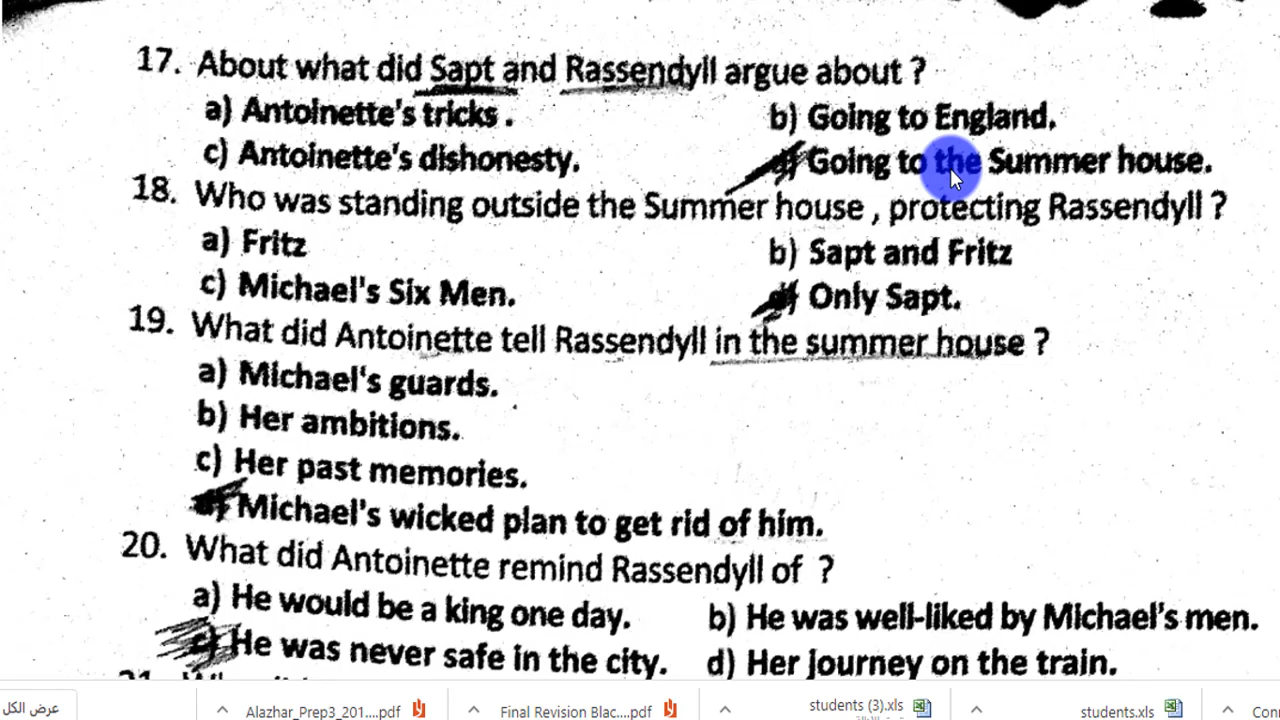 17. About what did Sapt and Rassendyll argue about ?
a) Antoinette's tricks .
b) Going to England.
c) Antoinette's dishonesty.
d) Going to the Summer house.
18. Who was standing outside the Summer house , protecting Rassendyll ?
a) Fritz
b) Sapt and Fritz
c) Michael's Six Men.
d) Only Sapt.
19. What did Antoinette tell Rassendyll in the summer house ?
a) Michael's guards.
b) Her ambitions.
c) Her past memories.
d) Michael's wicked plan to get rid of him.
20. What did Antoinette remind Rassendyll of ?
a) He would be a king one day.
b) He was well-liked by Michael's men.
c) He was never safe in the city.
d) Her journey on the train.
21.
عرض الكل
Alazhar_Prep3_201....pdf
Final Revision Blac....pdf
students (3).xls
students.xls
Con